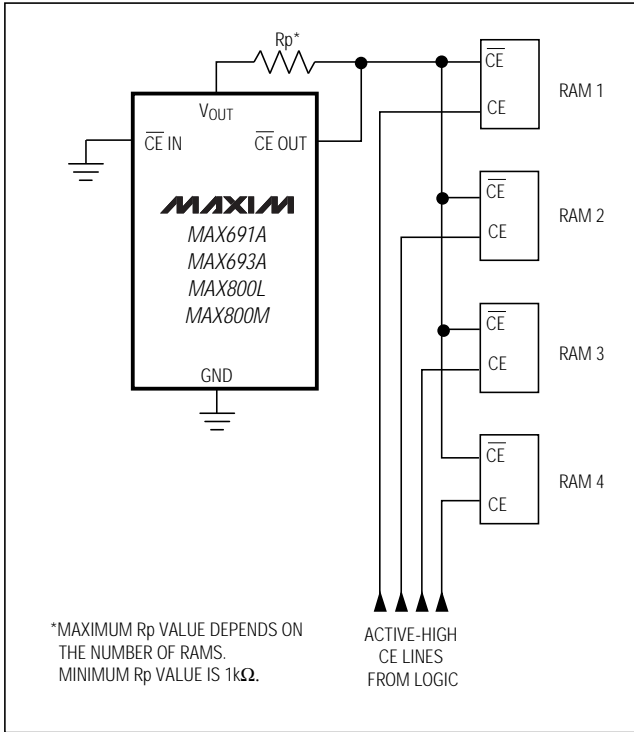 Rp*
VOUT
CE IN
CE OUT
MAXIM
MAX691A
MAX693A
MAX800L
MAX800M
GND
CE
CE
RAM 1
CE
CE
RAM 2
CE
CE
RAM 3
CE
CE
RAM 4
*MAXIMUM Rp VALUE DEPENDS ON
THE NUMBER OF RAMS.
MINIMUM Rp VALUE IS 1kΩ.
ACTIVE-HIGH
CE LINES
FROM LOGIC